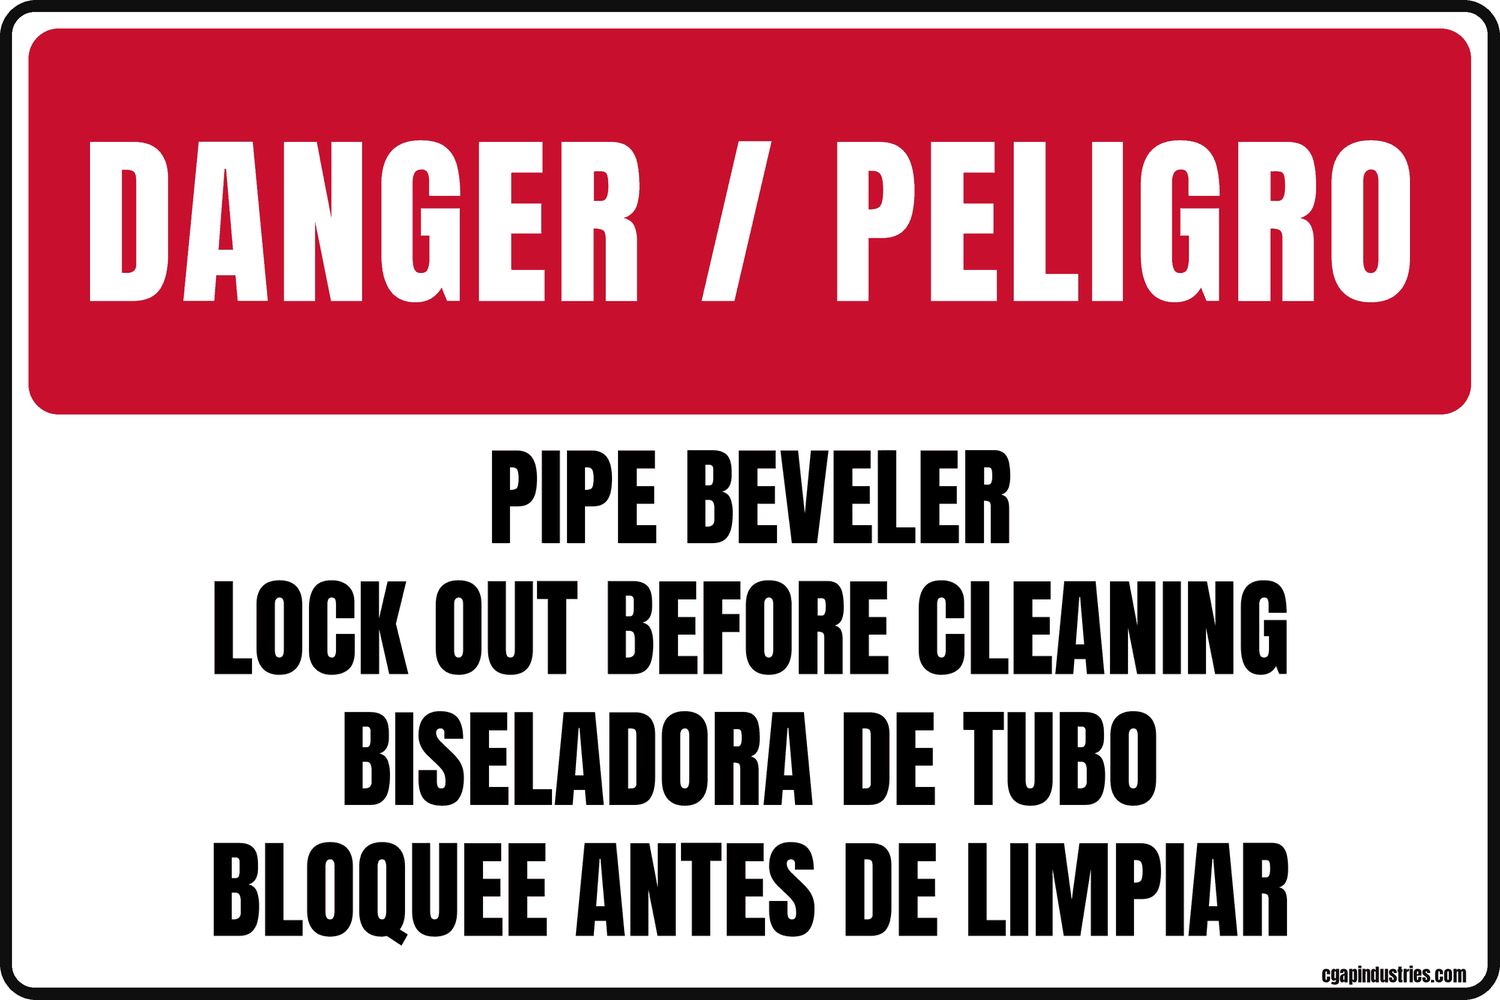 DANGER / PELIGRO
PIPE BEVELER
LOCK OUT BEFORE CLEANING
BISELADORA DE TUBO
BLOQUEE ANTES DE LIMPIAR
cgapindustries.com